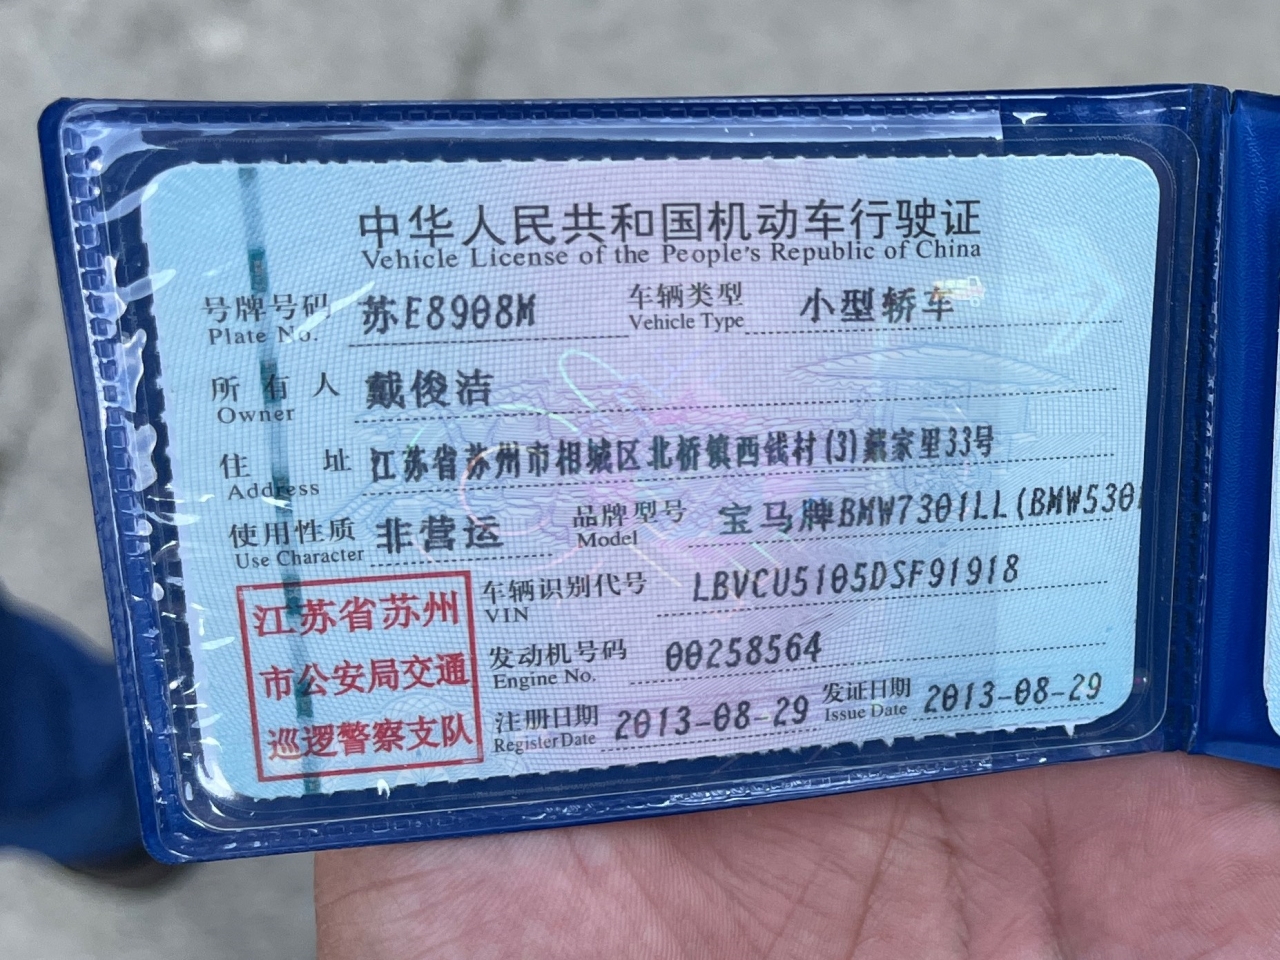 中华人民共和国机动车行驶证
Vehicle License of the People's Republic of China
号牌号码 苏E8908M 车辆类型 小型轿车
Plate No. Vehicle Type
所有人 戴俊洁
Owner
住址 江苏省苏州市相城区北桥镇西钱村(3)戴家里33号
Address
使用性质 非营运 品牌型号 宝马牌BMW7301LL(BMW530
Use Character Model
车辆识别代号 LBVCU5105DSF91918
VIN
发动机号码 00258564
Engine No.
注册日期 2013-08-29 发证日期 2013-08-29
Register Date Issue Date
江苏省苏州
市公安局交通
巡逻警察支队